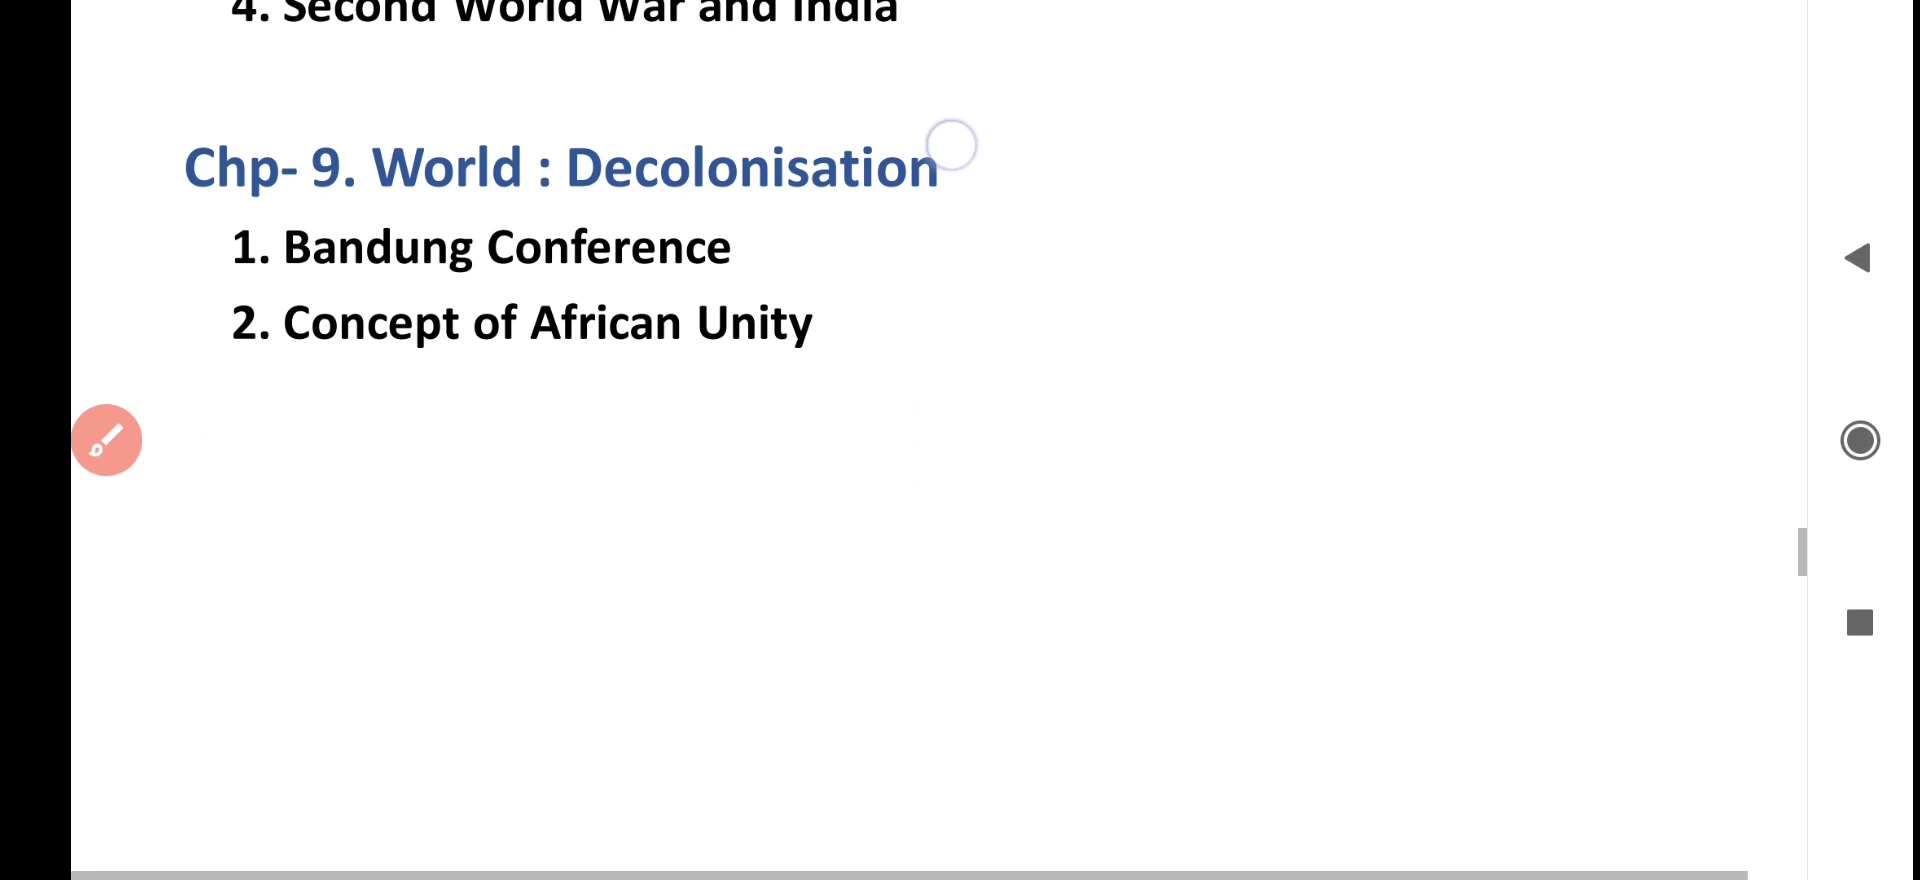 4. Second World War and India
Chp- 9. World : Decolonisation
1. Bandung Conference
2. Concept of African Unity